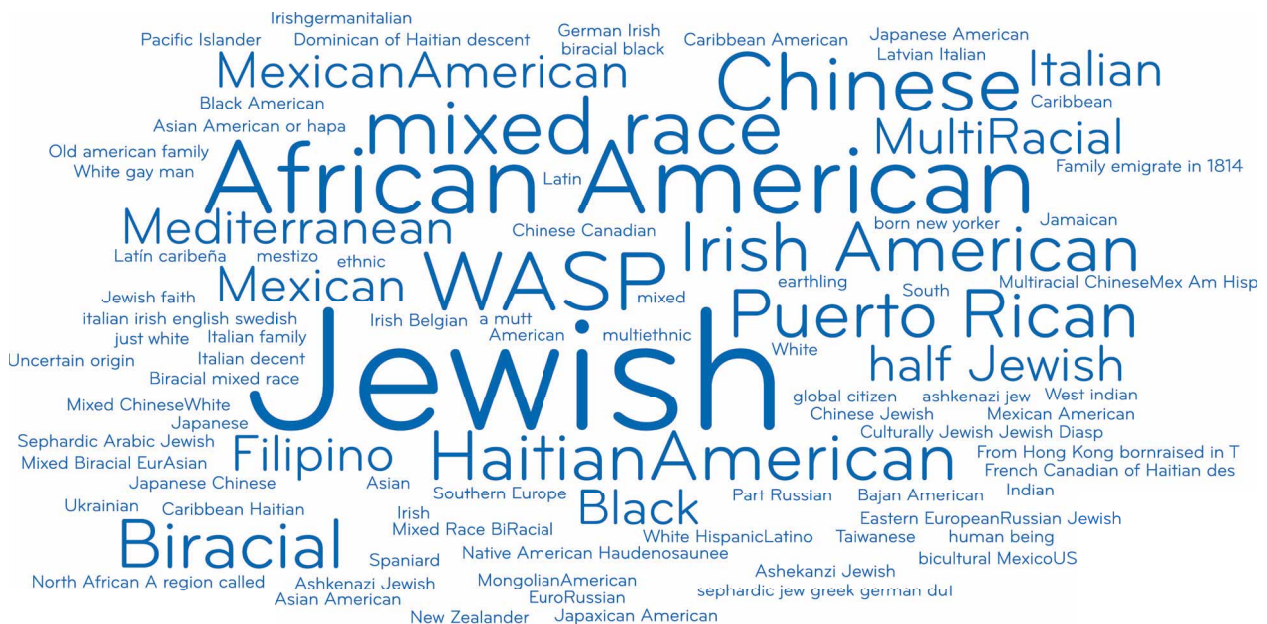 Irishgermanitalian
Pacific Islander
Dominican of Haitian descent
German Irish
biracial black
Caribbean American
Japanese American
Latvian Italian
MexicanAmerican
Chinese
Italian
Black American
Caribbean
Asian American or hapa
mixed race
MultiRacial
Old american family
White gay man
African American
Latin
Family emigrate in 1814
Mediterranean
Chinese Canadian
Irish American
born new yorker
Jamaican
Latín caribeña
mestizo
ethnic
Mexican
WASP
mixed
earthling
South
Multiracial ChineseMex Am Hisp
Jewish faith
italian irish english swedish
Irish Belgian
a mutt
Puerto Rican
just white
Italian family
American
multiethnic
White
half Jewish
Uncertain origin
Italian decent
Biracial mixed race
Jewish
global citizen
ashkenazi jew
West indian
Mixed ChineseWhite
Japanese
Chinese Jewish
Mexican American
Culturally Jewish Jewish Diasp
Sephardic Arabic Jewish
Filipino
HaitianAmerican
From Hong Kong bornraised in T
Mixed Biracial EurAsian
French Canadian of Haitian des
Japanese Chinese
Asian
Southern Europe
Black
Part Russian
Bajan American
Indian
Ukrainian
Caribbean Haitian
Irish
Eastern EuropeanRussian Jewish
Biracial
Mixed Race BiRacial
White HispanicLatino
Taiwanese
human being
Spaniard
Native American Haudenosaunee
bicultural MexicoUS
North African A region called
Ashkenazi Jewish
MongolianAmerican
Ashekanzi Jewish
Asian American
EuroRussian
sephardic jew greek german dut
New Zealander
Japaxican American